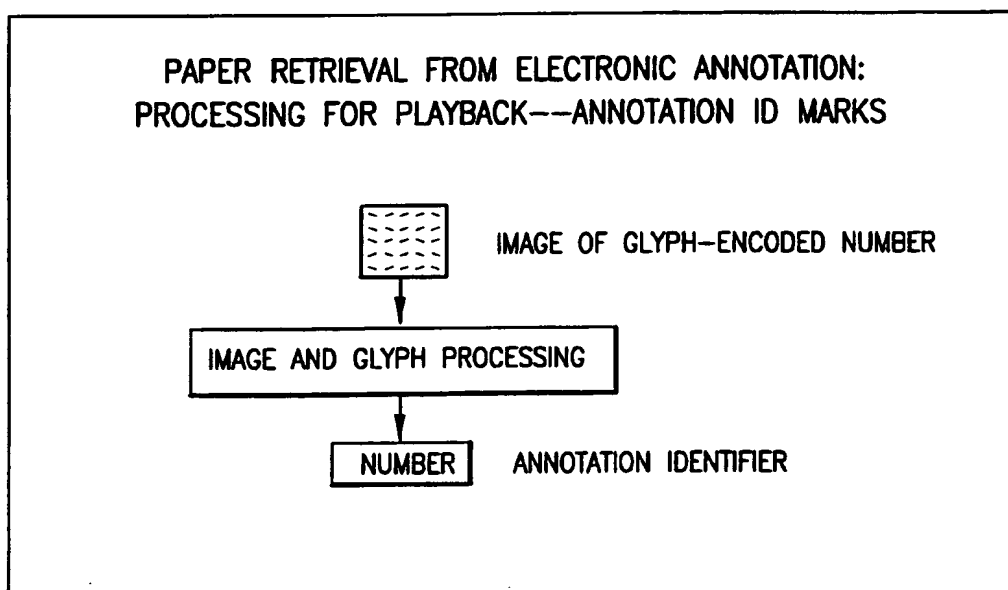 PAPER RETRIEVAL FROM ELECTRONIC ANNOTATION:
PROCESSING FOR PLAYBACK--ANNOTATION ID MARKS
IMAGE OF GLYPH-ENCODED NUMBER
IMAGE AND GLYPH PROCESSING
NUMBER ANNOTATION IDENTIFIER